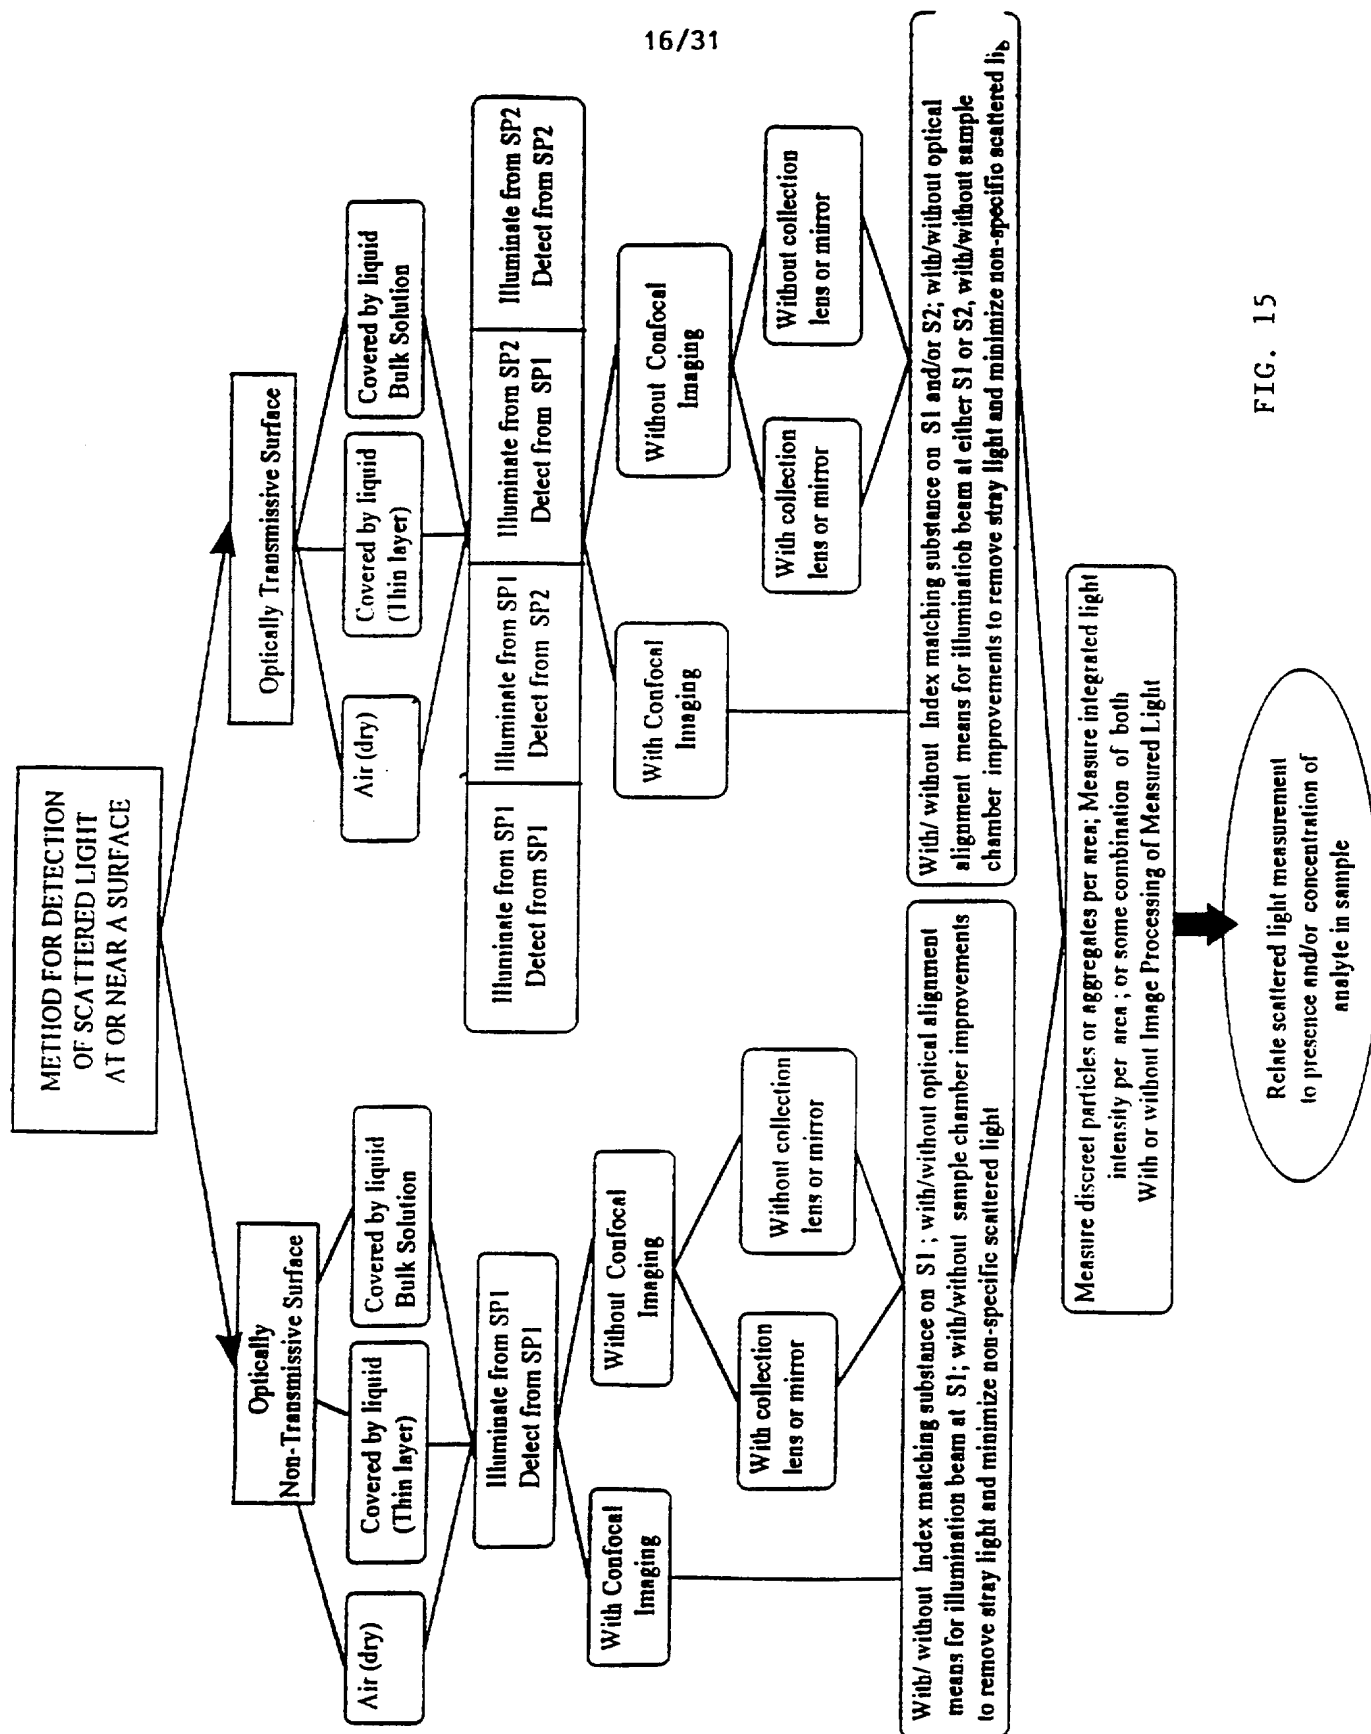 16/31
METHOD FOR DETECTION
OF SCATTERED LIGHT
AT OR NEAR A SURFACE
Optically
Non-Transmissive Surface
Optically Transmissive Surface
Air (dry)
Covered by liquid
(Thin layer)
Covered by liquid
Bulk Solution
Air (dry)
Covered by liquid
(Thin layer)
Covered by liquid
Bulk Solution
Illuminate from SP1
Detect from SP1
Illuminate from SP1
Detect from SP1
Illuminate from SP1
Detect from SP2
Illuminate from SP2
Detect from SP1
Illuminate from SP2
Detect from SP2
With Confocal
Imaging
Without Confocal
Imaging
With Confocal
Imaging
Without Confocal
Imaging
With collection
lens or mirror
Without collection
lens or mirror
With collection
lens or mirror
Without collection
lens or mirror
With/ without Index matching substance on S1 ; with/without optical alignment
means for illumination beam at S1; with/without sample chamber improvements
to remove stray light and minimize non-specific scattered light
With/ without Index matching substance on S1 and/or S2; with/without optical
alignment means for illumination beam at either S1 or S2, with/without sample
chamber improvements to remove stray light and minimize non-specific scattered
Measure discreet particles or aggregates per area; Measure integrated light
intensity per area ; or some combination of both
With or without Image Processing of Measured Light
Relate scattered light measurement
to presence and/or concentration of
analyte in sample
FIG. 15